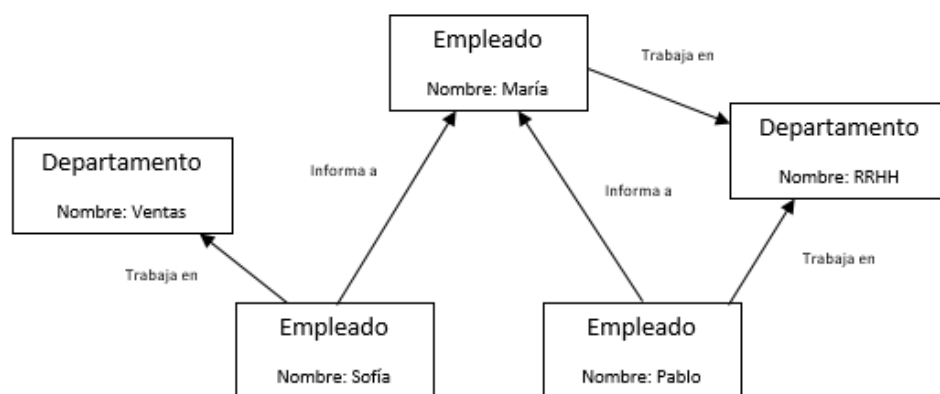 Empleado
Nombre: María
Trabaja en
Departamento
Nombre: RRHH
Departamento
Nombre: Ventas
Informa a
Informa a
Trabaja en
Trabaja en
Empleado
Nombre: Sofía
Empleado
Nombre: Pablo